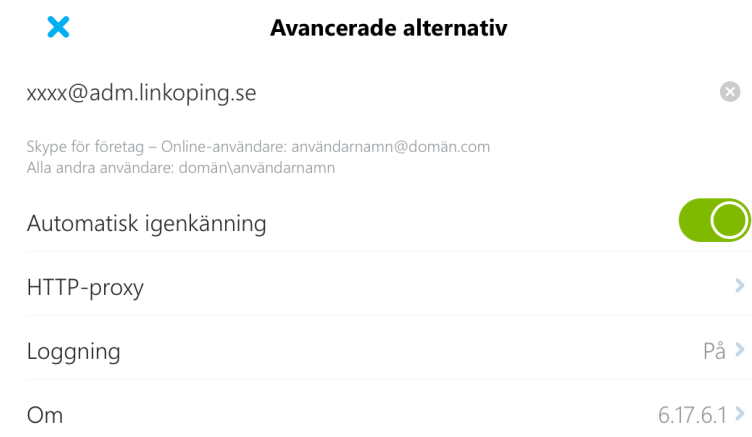 Avancerade alternativ
xxxx@adm.linkoping.se
Skype för företag – Online-användare: användarnamn@domän.com
Alla andra användare: domän\användarnamn
Automatisk igenkänning
HTTP-proxy
Loggning På
Om 6.17.6.1